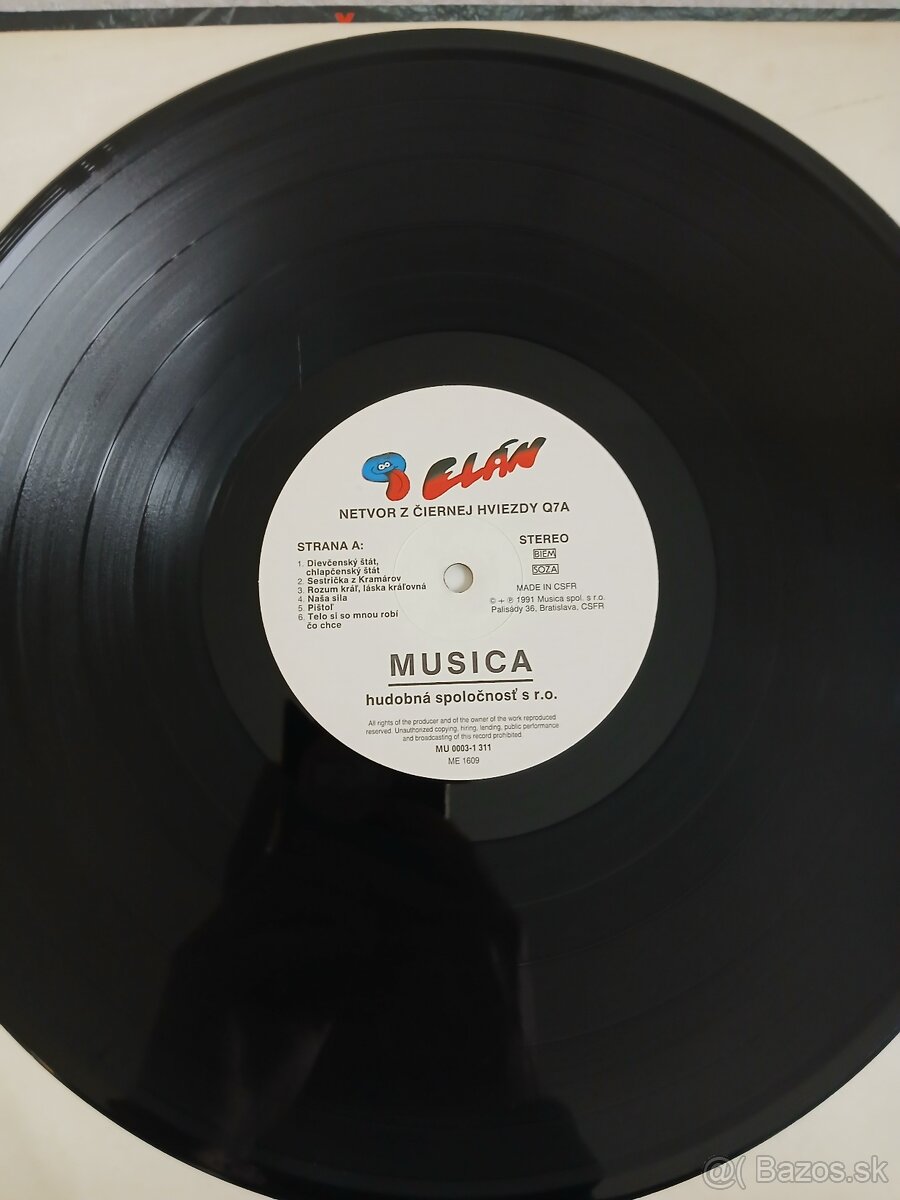 ELÁN
NETVOR Z ČIERNEJ HVIEZDY Q7A
STRANA A:
1. Dievčenský štát,
chlapčenský štát
2. Sestrička z Kramárov
3. Rozum kráľ, láska kráľovná
4. Naša sila
5. Pištoľ
6. Telo si so mnou robí
čo chce
STEREO
BIEM
SOZA
MADE IN CSFR
© + ℗ 1991 Musica spol. s r.o.
Palisády 36, Bratislava, CSFR
MUSICA
hudobná spoločnosť s r.o.
All rights of the producer and of the owner of the work reproduced
reserved. Unauthorized copying, hiring, lending, public performance
and broadcasting of this record prohibited.
MU 0003-1 311
ME 1609
@( Bazos.sk